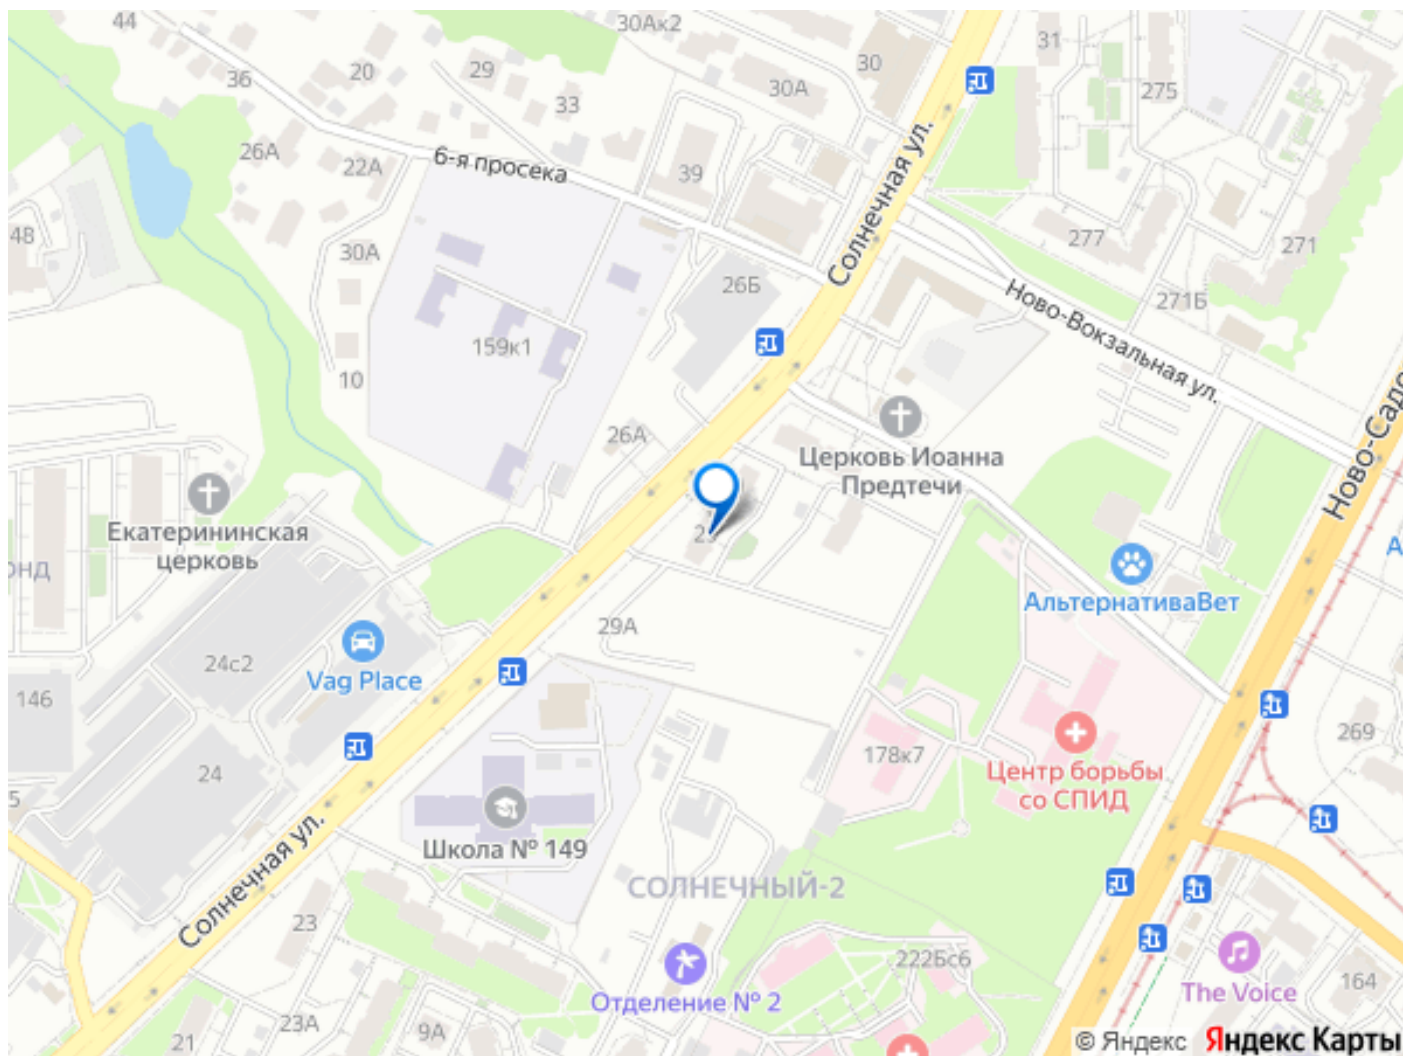 44
30Ак2
36
20
29
33
30А
30
31
275
26А
22А
6-я просека
39
Солнечная ул.
48
30А
277
271
26Б
271Б
Ново-Вокзальная ул.
159к1
10
26А
Церковь Иоанна
Предтечи
Екатерининская
церковь
ОНД
АльтернативаВет
29А
24с2
Vag Place
146
178к7
269
24
Центр борьбы
со СПИД
Школа № 149
Солнечная ул.
СОЛНЕЧНЫЙ-2
23
222Бс6
Отделение № 2
The Voice
164
23А
9А
21
© Яндекс Яндекс Карты